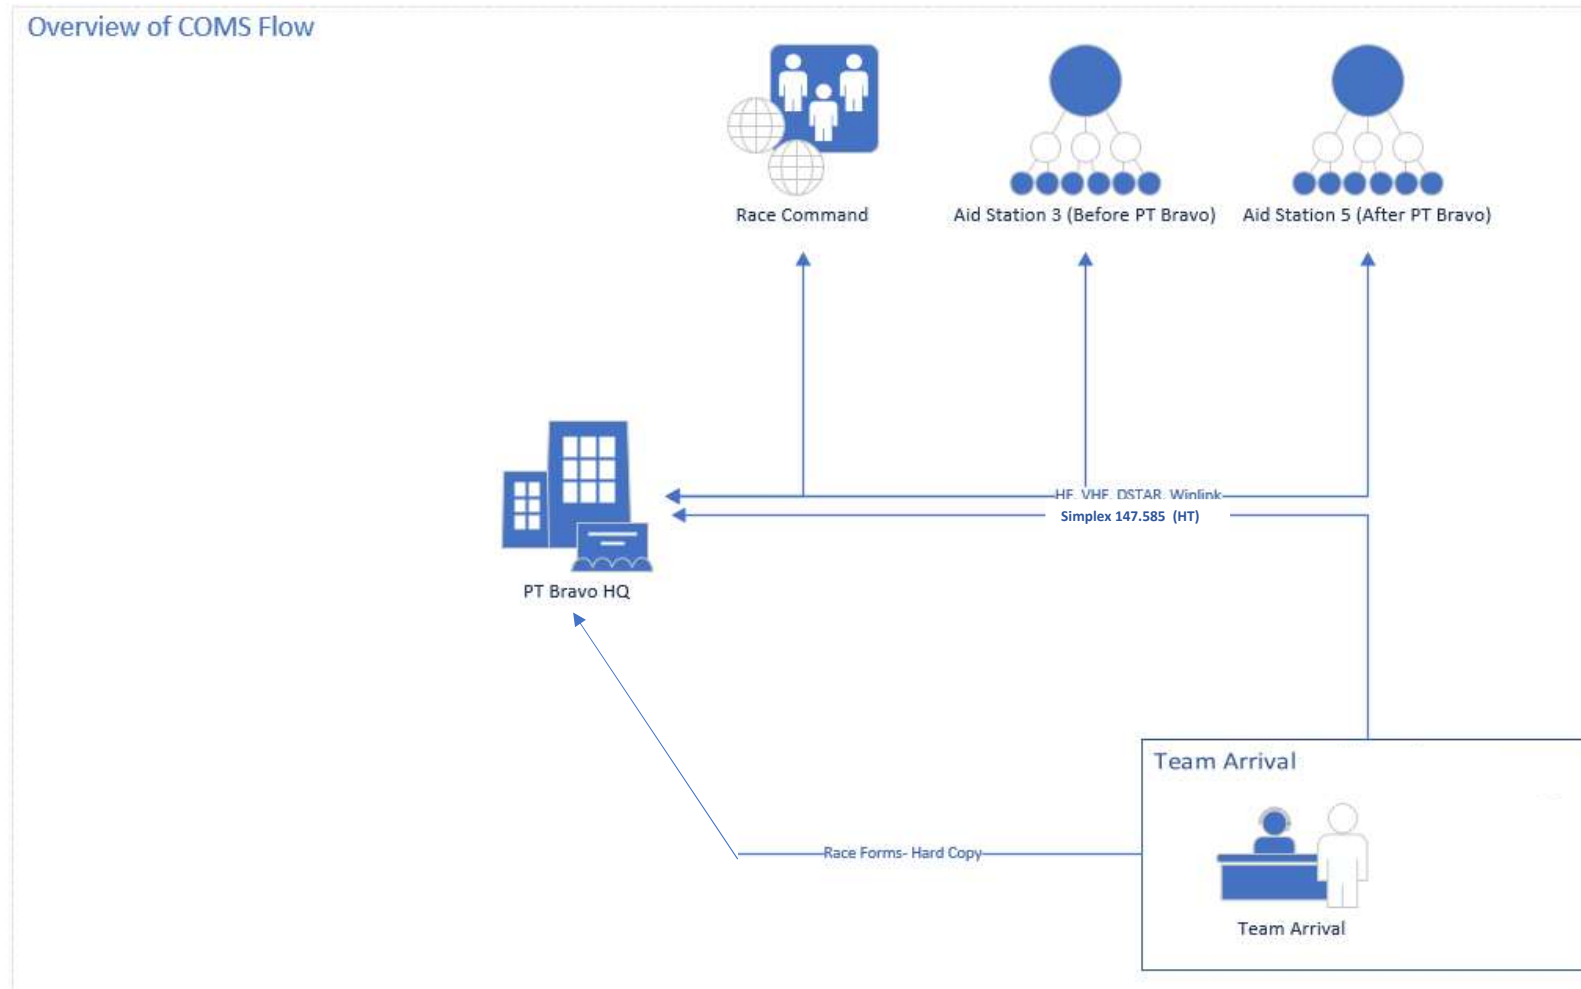 Overview of COMS Flow
Race Command
Aid Station 3 (Before PT Bravo)
Aid Station 5 (After PT Bravo)
HF, VHF, DSTAR, Winlink
Simplex 147.585 (HT)
PT Bravo HQ
Team Arrival
Race Forms- Hard Copy
Team Arrival